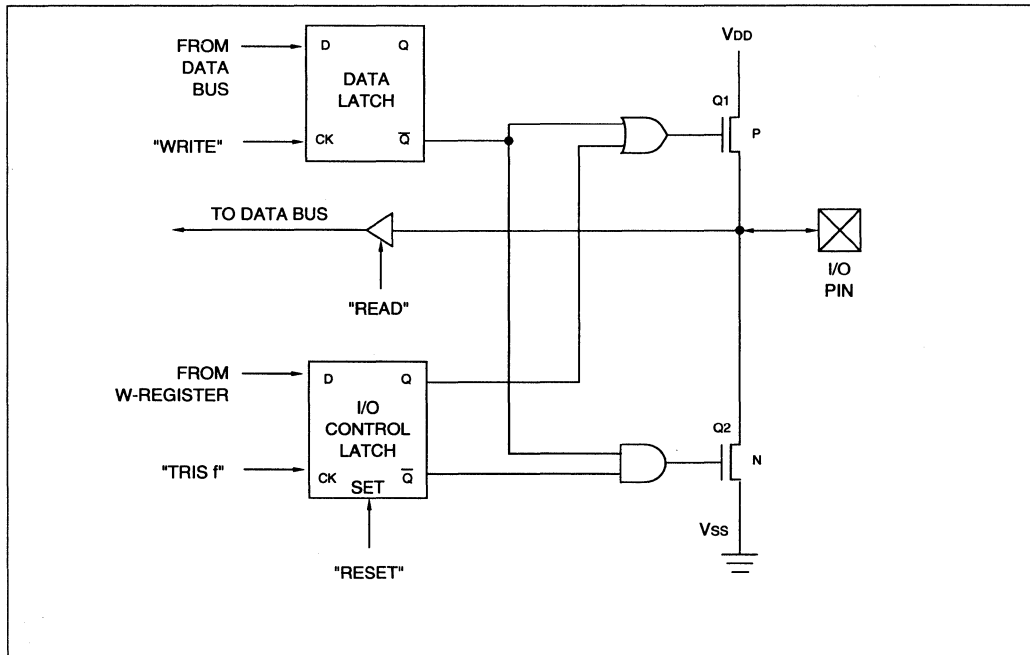 FROM
DATA
BUS
"WRITE"
D
Q
DATA
LATCH
CK
Q̅
VDD
Q1
P
TO DATA BUS
"READ"
I/O
PIN
FROM
W-REGISTER
"TRIS f"
D
Q
I/O
CONTROL
LATCH
CK
Q̅
SET
"RESET"
Q2
N
VSS